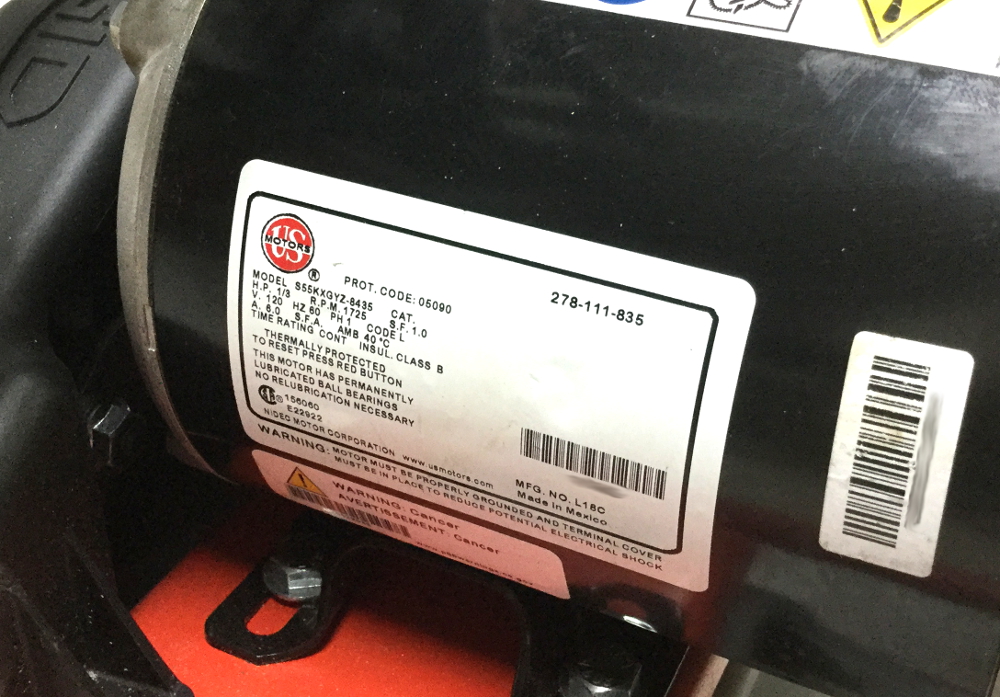 US
MOTORS
®
PROT. CODE: 05090
278-111-835
MODEL S55KXGYZ-8435 CAT.
H.P. 1/3 R.P.M. 1725 S.F. 1.0
V. 120 HZ 60 PH 1 CODE L
A. 6.0 S.F.A. AMB 40 °C
TIME RATING CONT INSUL. CLASS B
THERMALLY PROTECTED
TO RESET PRESS RED BUTTON
THIS MOTOR HAS PERMANENTLY
LUBRICATED BALL BEARINGS
NO RELUBRICATION NECESSARY
156060
E22922
NIDEC MOTOR CORPORATION www.usmotors.com
MFG. NO. L18C
Made in Mexico
WARNING: MOTOR MUST BE PROPERLY GROUNDED AND TERMINAL COVER
MUST BE IN PLACE TO REDUCE POTENTIAL ELECTRICAL SHOCK
WARNING: Cancer
AVERTISSEMENT: Cancer